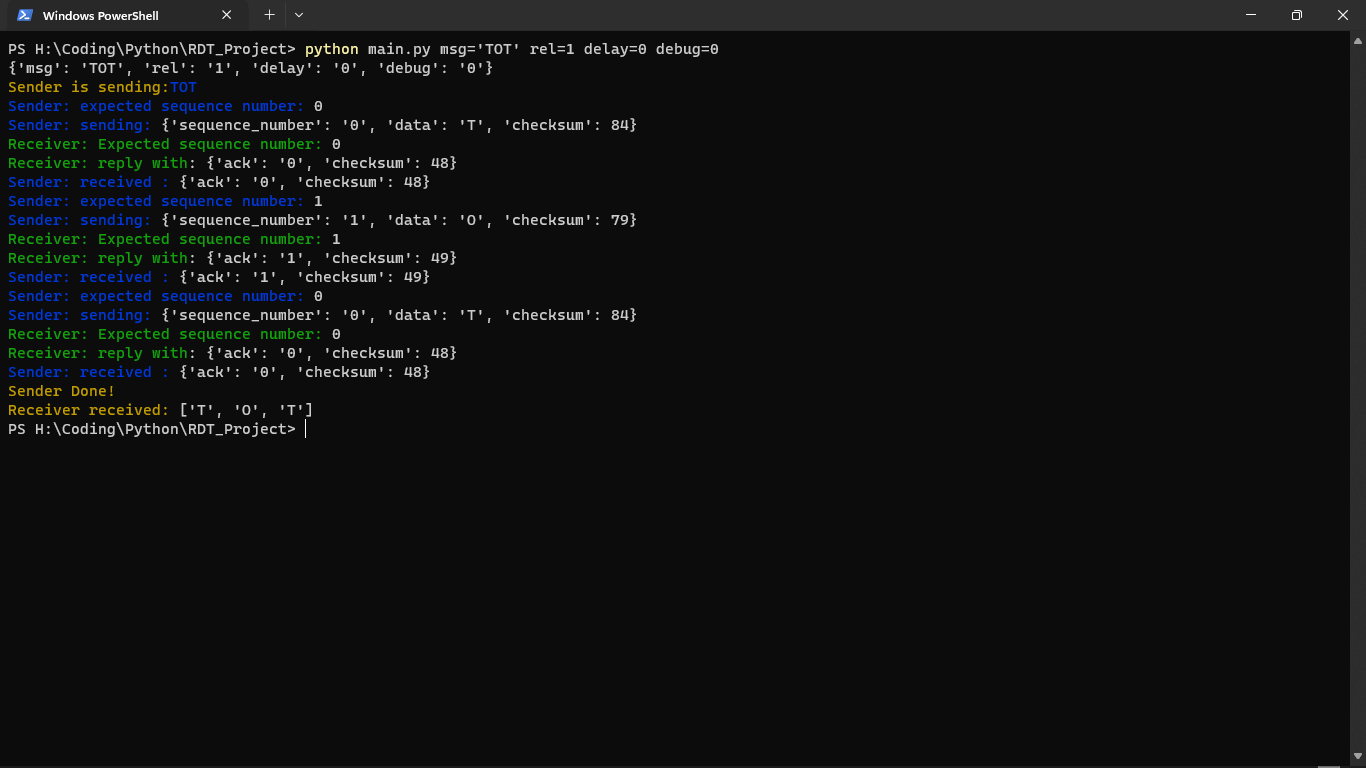 Windows PowerShell
PS H:\Coding\Python\RDT_Project> python main.py msg='TOT' rel=1 delay=0 debug=0
{'msg': 'TOT', 'rel': '1', 'delay': '0', 'debug': '0'}
Sender is sending:TOT
Sender: expected sequence number: 0
Sender: sending: {'sequence_number': '0', 'data': 'T', 'checksum': 84}
Receiver: Expected sequence number: 0
Receiver: reply with: {'ack': '0', 'checksum': 48}
Sender: received : {'ack': '0', 'checksum': 48}
Sender: expected sequence number: 1
Sender: sending: {'sequence_number': '1', 'data': 'O', 'checksum': 79}
Receiver: Expected sequence number: 1
Receiver: reply with: {'ack': '1', 'checksum': 49}
Sender: received : {'ack': '1', 'checksum': 49}
Sender: expected sequence number: 0
Sender: sending: {'sequence_number': '0', 'data': 'T', 'checksum': 84}
Receiver: Expected sequence number: 0
Receiver: reply with: {'ack': '0', 'checksum': 48}
Sender: received : {'ack': '0', 'checksum': 48}
Sender Done!
Receiver received: ['T', 'O', 'T']
PS H:\Coding\Python\RDT_Project>